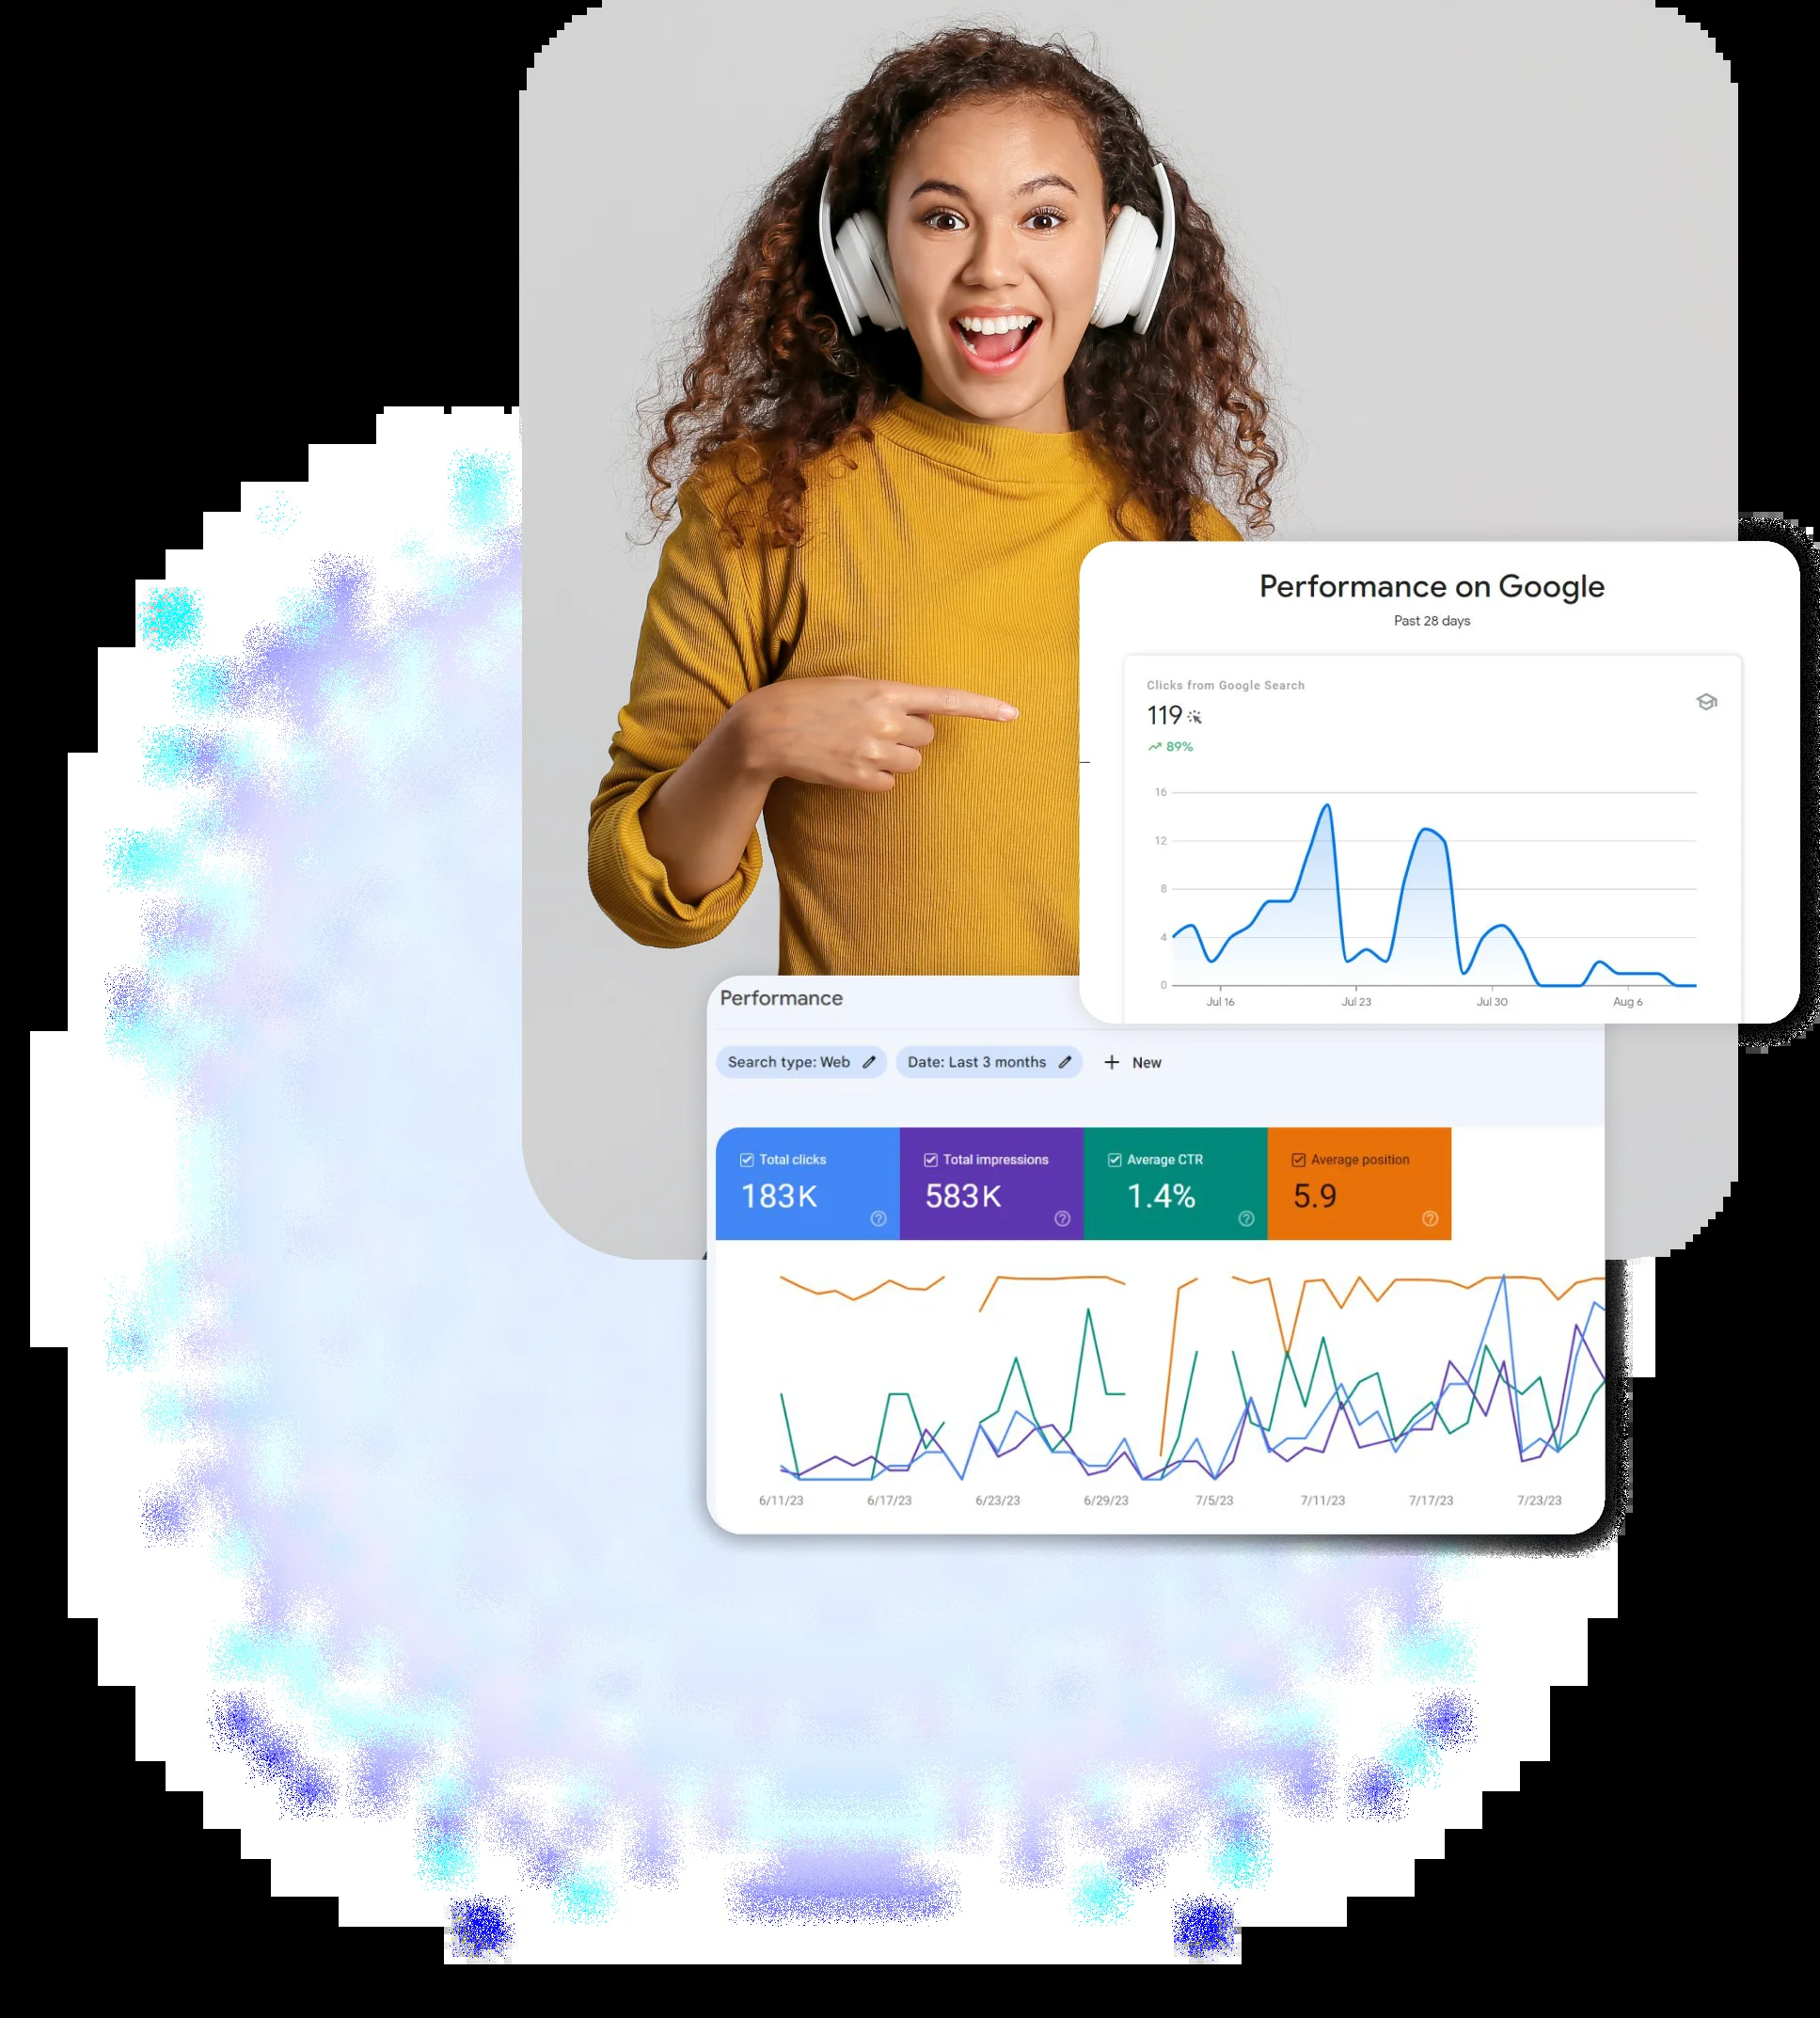 Performance on Google
Past 28 days
Clicks from Google Search
119
89%
16
12
8
4
0
Jul 16 Jul 23 Jul 30 Aug 6
Performance
Search type: Web Date: Last 3 months + New
Total clicks Total impressions Average CTR Average position
183K 583K 1.4% 5.9
6/11/23 6/17/23 6/23/23 6/29/23 7/5/23 7/11/23 7/17/23 7/23/23